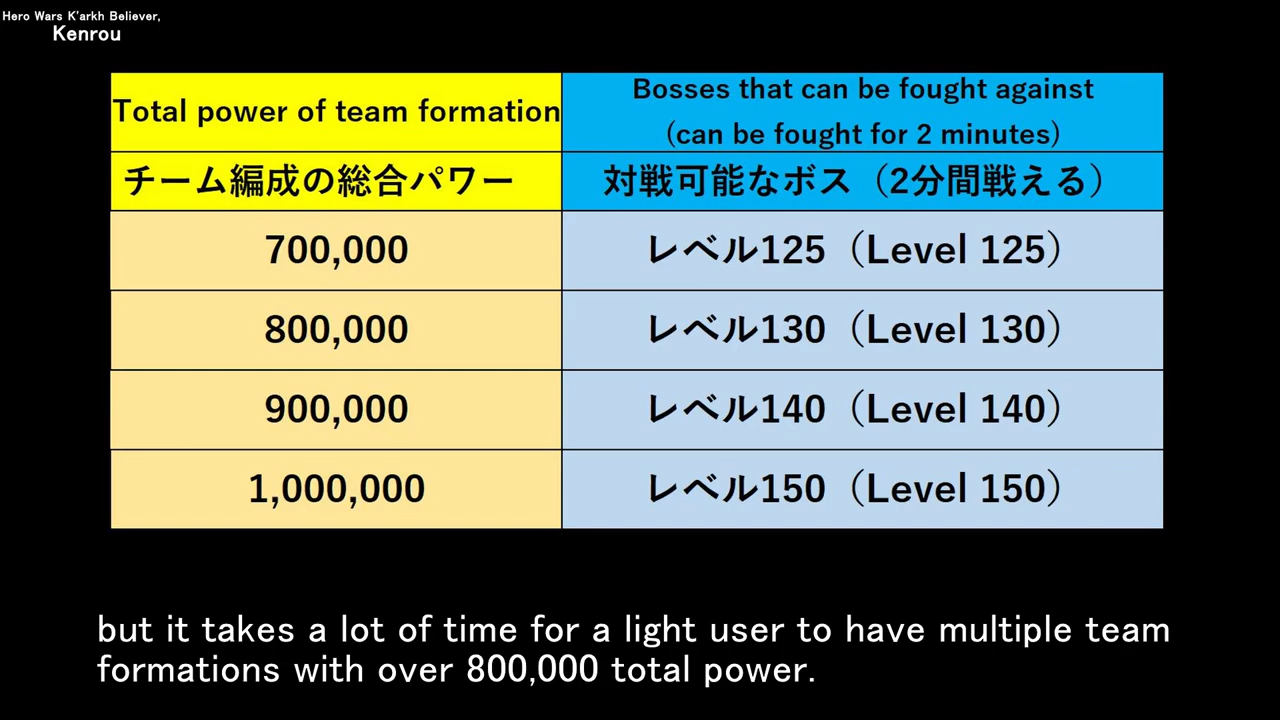 Hero Wars K'arkh Believer,
Kenrou
Total power of team formation
Bosses that can be fought against
(can be fought for 2 minutes)
チーム編成の総合パワー
対戦可能なボス（2分間戦える）
700,000
レベル125（Level 125）
800,000
レベル130（Level 130）
900,000
レベル140（Level 140）
1,000,000
レベル150（Level 150）
but it takes a lot of time for a light user to have multiple team
formations with over 800,000 total power.